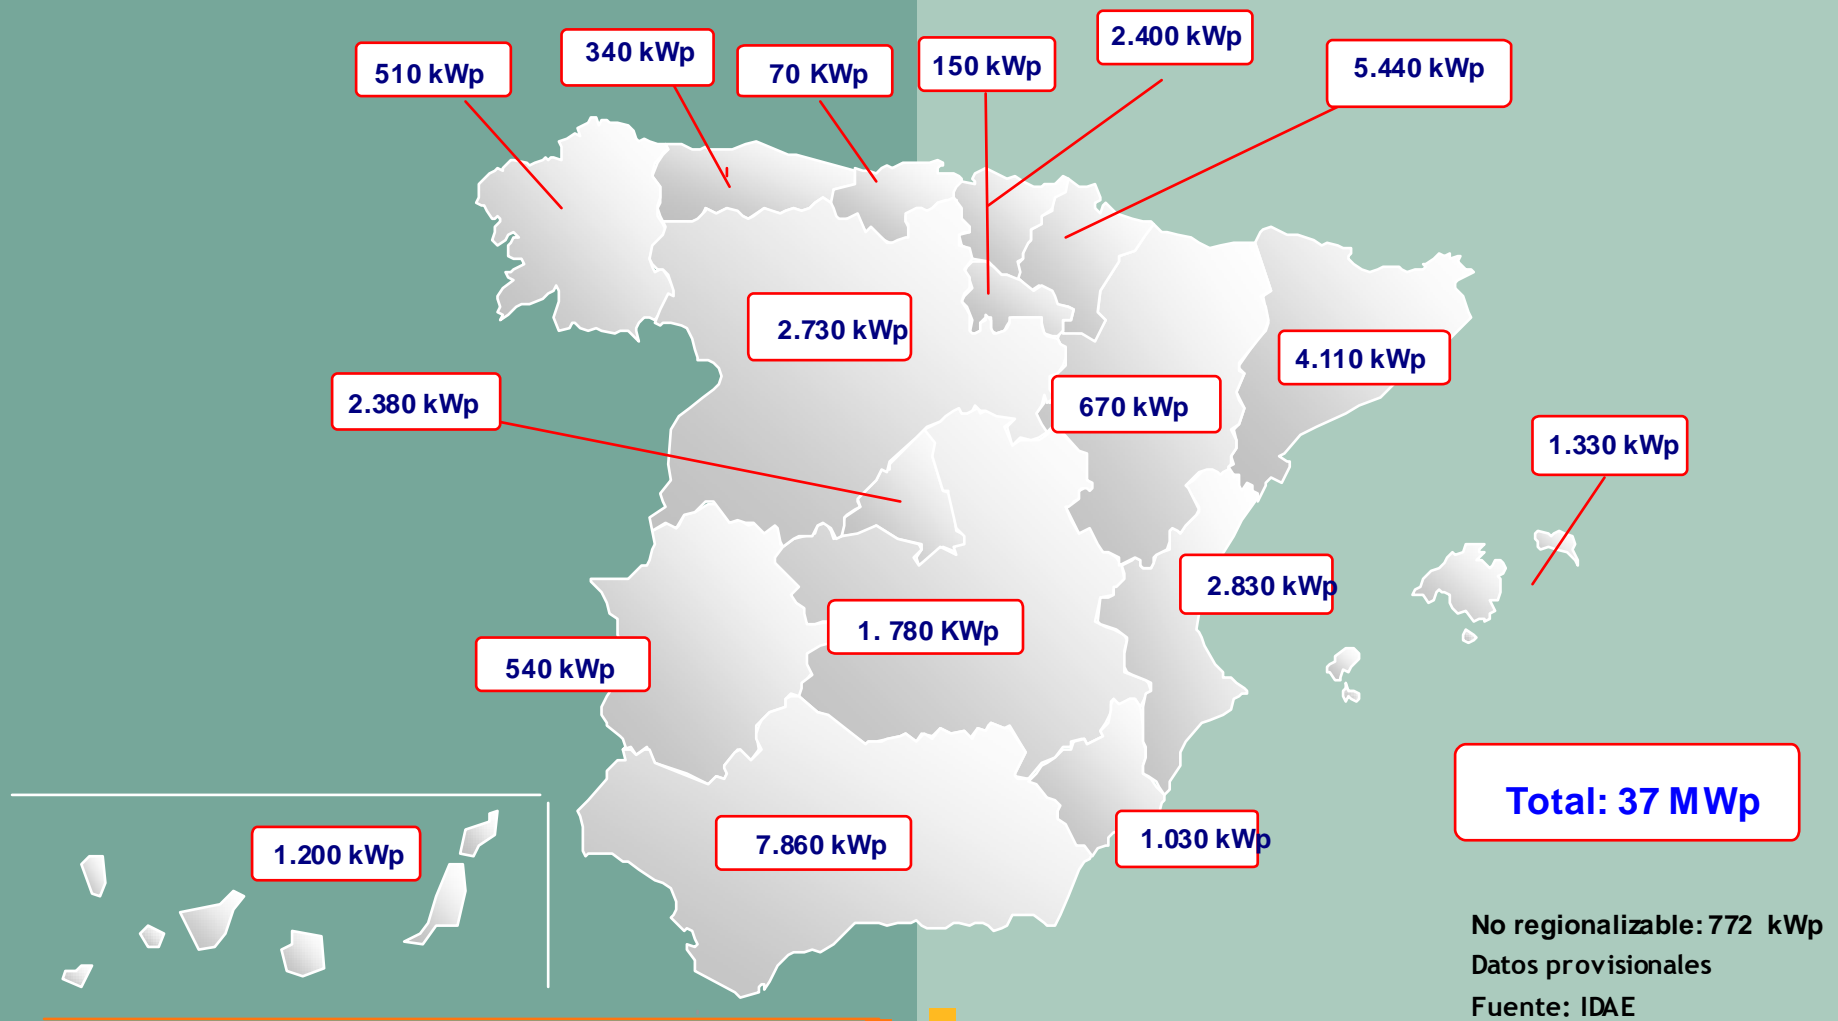 510 kWp
340 kWp
70 KWp
150 kWp
2.400 kWp
5.440 kWp
2.730 kWp
4.110 kWp
2.380 kWp
670 kWp
1.330 kWp
2.830 kWp
1. 780 KWp
540 kWp
Total: 37 MWp
7.860 kWp
1.030 kWp
1.200 kWp
No regionalizable: 772 kWp
Datos provisionales
Fuente: IDAE